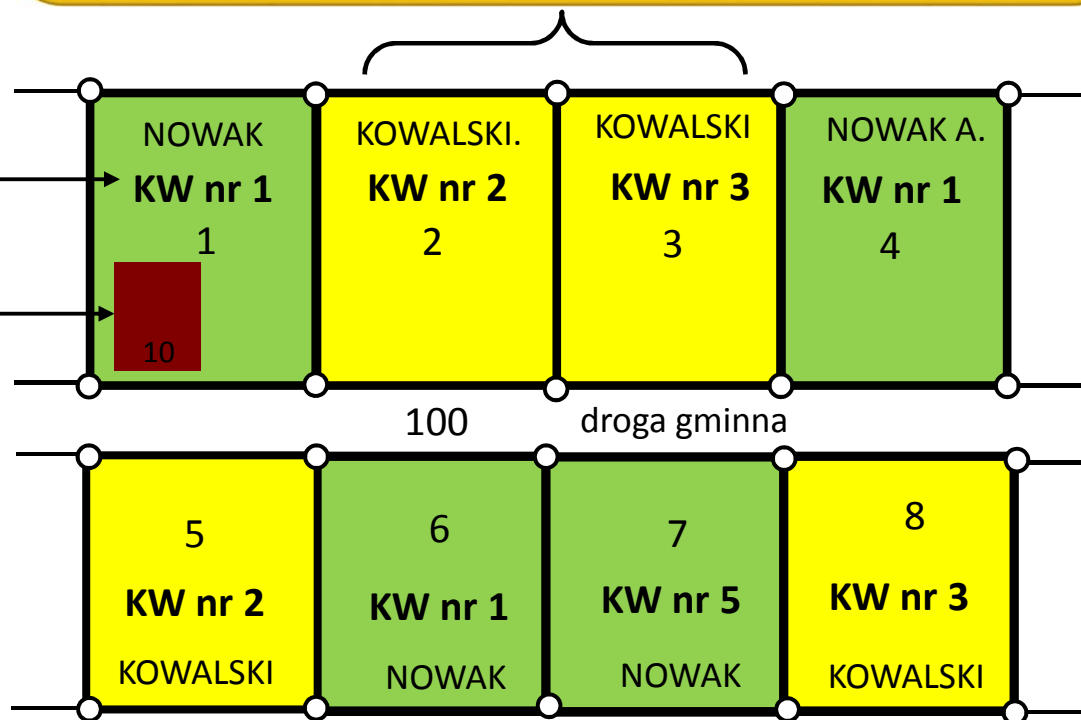 NOWAK
KW nr 1
1
10
KOWALSKI.
KW nr 2
2
KOWALSKI
KW nr 3
3
NOWAK A.
KW nr 1
4
100 droga gminna
5
KW nr 2
KOWALSKI
6
KW nr 1
NOWAK
7
KW nr 5
NOWAK
8
KW nr 3
KOWALSKI